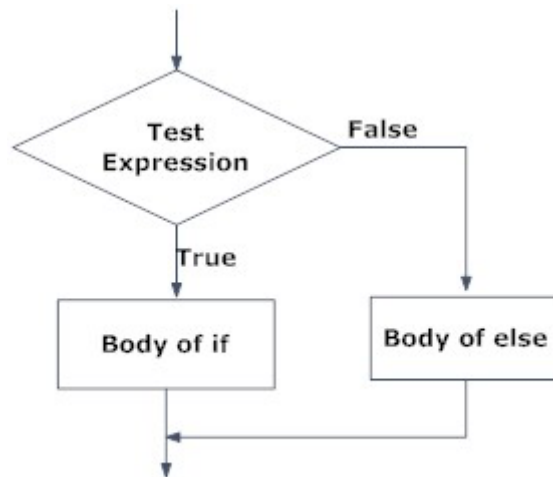 Test
Expression
False
True
Body of if
Body of else